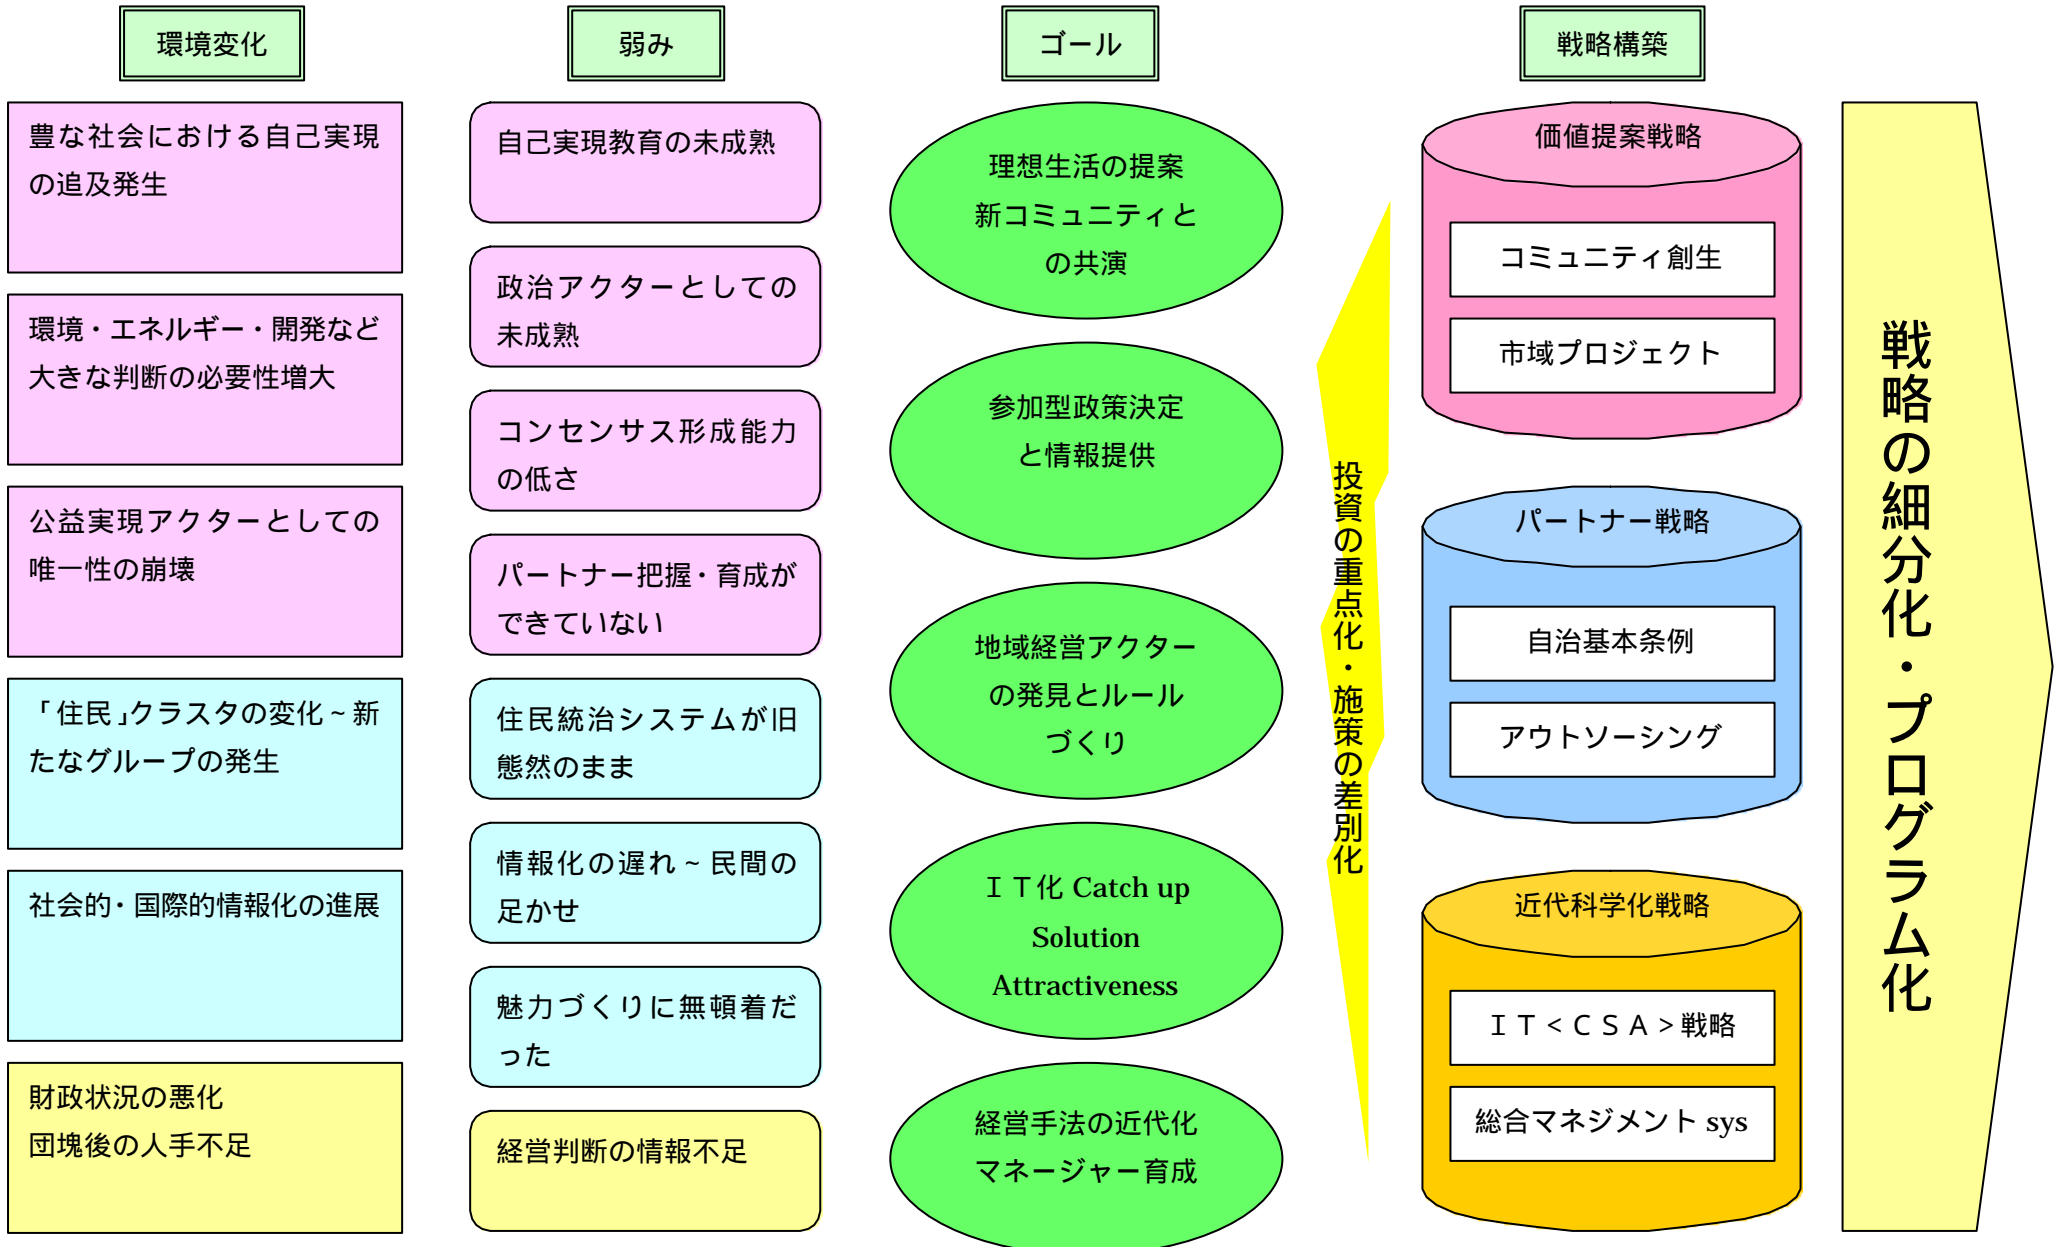 環境変化
弱み
ゴール
戦略構築
豊な社会における自己実現
の追及発生
環境・エネルギー・開発など
大きな判断の必要性増大
公益実現アクターとしての
唯一性の崩壊
「住民」クラスタの変化~新
たなグループの発生
社会的・国際的情報化の進展
財政状況の悪化
団塊後の人手不足
自己実現教育の未成熟
政治アクターとしての
未成熟
コンセンサス形成能力
の低さ
パートナー把握・育成が
できていない
住民統治システムが旧
態然のまま
情報化の遅れ~民間の
足かせ
魅力づくりに無頓着だ
った
経営判断の情報不足
理想生活の提案
新コミュニティと
の共演
参加型政策決定
と情報提供
地域経営アクター
の発見とルール
づくり
IT化 Catch up
Solution
Attractiveness
経営手法の近代化
マネージャー育成
投資の重点化・施策の差別化
価値提案戦略
コミュニティ創生
市域プロジェクト
パートナー戦略
自治基本条例
アウトソーシング
近代科学化戦略
IT<CSA>戦略
総合マネジメント sys
戦略の細分化・プログラム化